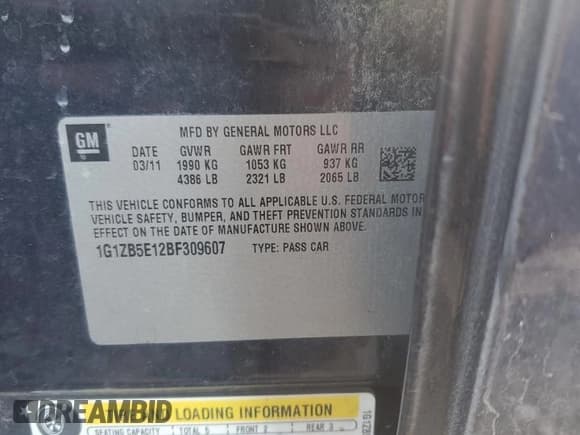 GM
MFD BY GENERAL MOTORS LLC
DATE GVWR GAWR FRT GAWR RR
03/11 1990 KG 1053 KG 937 KG
4386 LB 2321 LB 2065 LB
THIS VEHICLE CONFORMS TO ALL APPLICABLE U.S. FEDERAL MOTOR
VEHICLE SAFETY, BUMPER, AND THEFT PREVENTION STANDARDS IN
EFFECT ON THE DATE OF MANUFACTURE SHOWN ABOVE.
1G1ZB5E12BF309607 TYPE: PASS CAR
LOADING INFORMATION
SEATING CAPACITY TOTAL 5 FRONT 2 REAR 3
DREAMBID